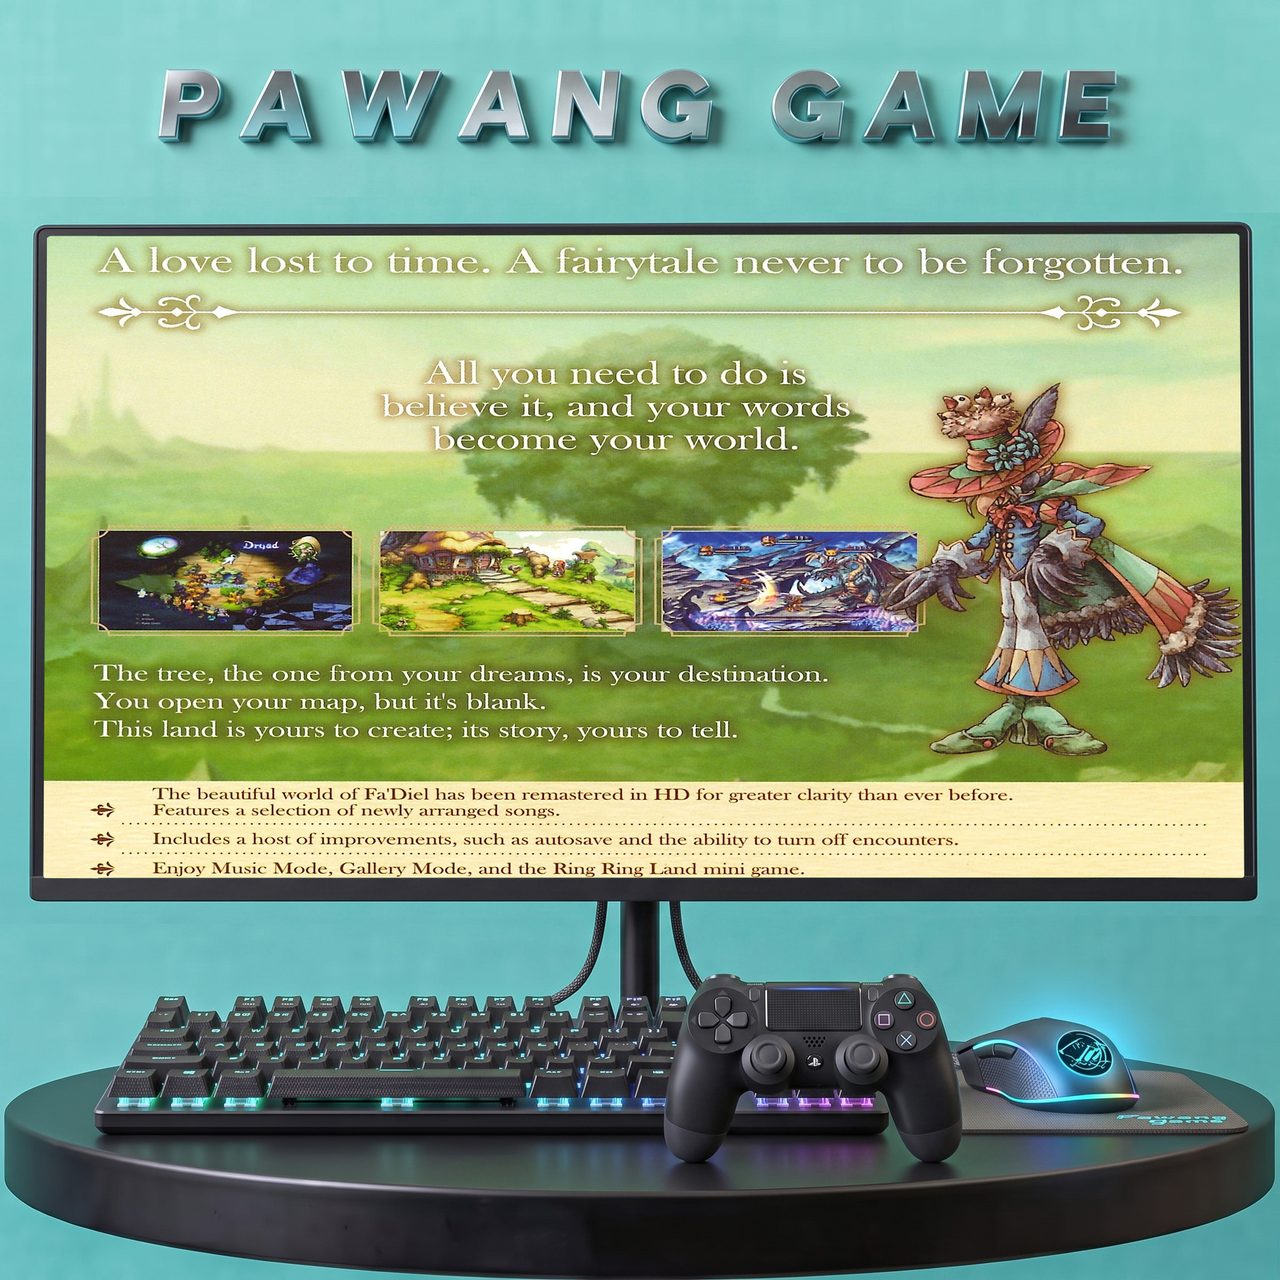 PAWANG GAME
A love lost to time. A fairytale never to be forgotten.
All you need to do is
believe it, and your words
become your world.
Dryad
The tree, the one from your dreams, is your destination.
You open your map, but it's blank.
This land is yours to create; its story, yours to tell.
The beautiful world of Fa'Diel has been remastered in HD for greater clarity than ever before.
Features a selection of newly arranged songs.
Includes a host of improvements, such as autosave and the ability to turn off encounters.
Enjoy Music Mode, Gallery Mode, and the Ring Ring Land mini game.
Pawang
game